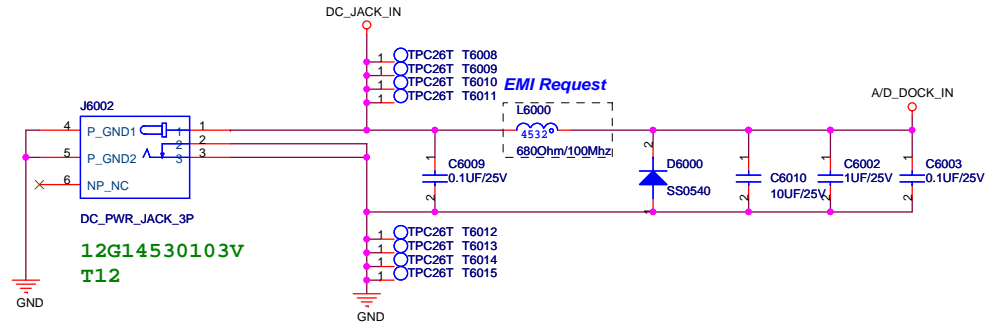 DC_JACK_IN
1 TPC26T T6008
1 TPC26T T6009
1 TPC26T T6010
1 TPC26T T6011
EMI Request
A/D_DOCK_IN
J6002
L6000
4 P_GND1 1 1
2 2
5 P_GND2 3 3
6 NP_NC
4532
680Ohm/100Mhz
1 C6009 0.1UF/25V 2
2 D6000 SS0540 1
1 C6010 10UF/25V 2
1 C6002 1UF/25V 2
1 C6003 0.1UF/25V 2
DC_PWR_JACK_3P
12G14530103V
T12
1 TPC26T T6012
1 TPC26T T6013
1 TPC26T T6014
1 TPC26T T6015
GND
GND